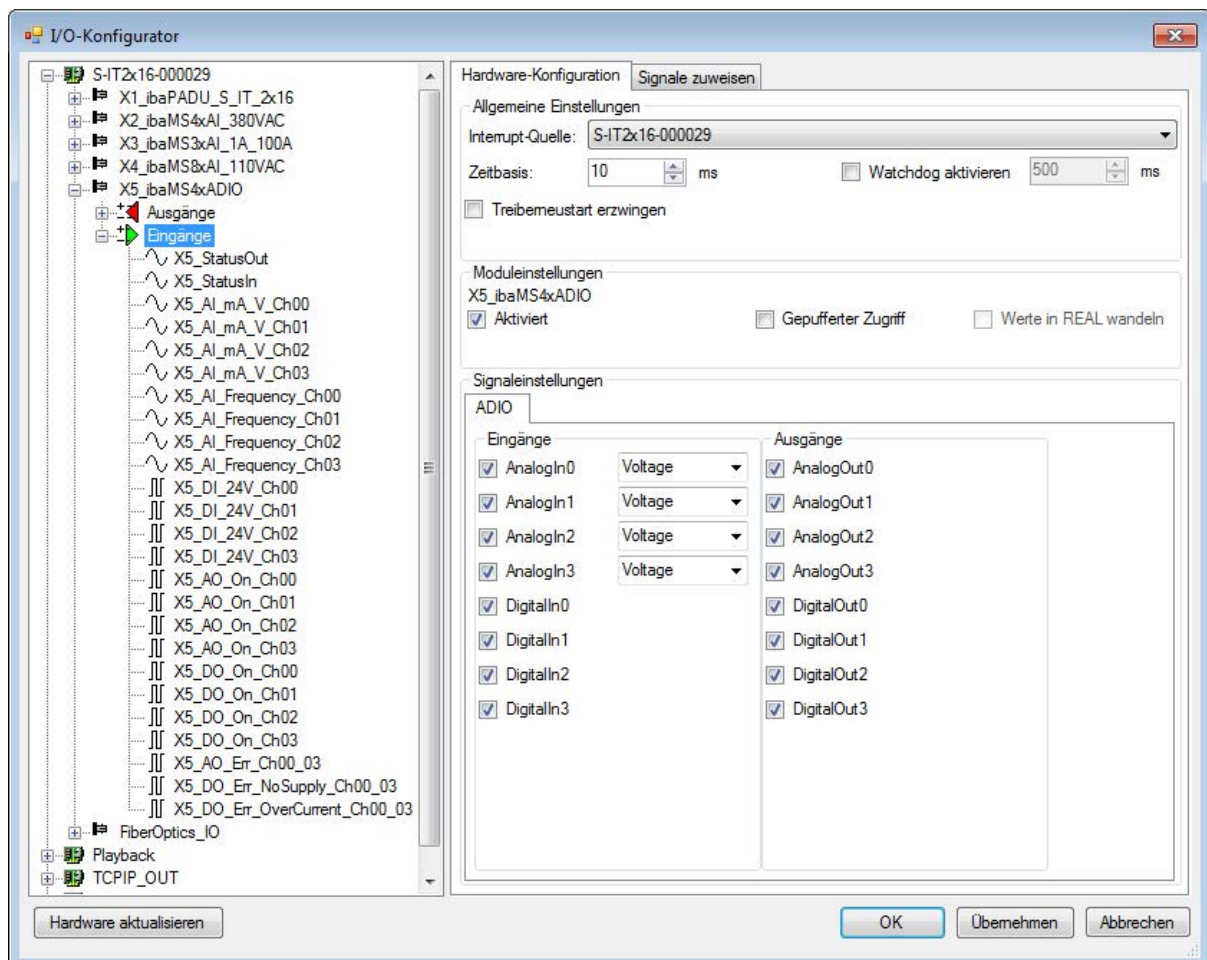 I/O-Konfigurator
S-IT2x16-000029
X1_ibaPADU_S_IT_2x16
X2_ibaMS4xAI_380VAC
X3_ibaMS3xAI_1A_100A
X4_ibaMS8xAI_110VAC
X5_ibaMS4xADIO
Ausgänge
Eingänge
X5_StatusOut
X5_StatusIn
X5_AI_mA_V_Ch00
X5_AI_mA_V_Ch01
X5_AI_mA_V_Ch02
X5_AI_mA_V_Ch03
X5_AI_Frequency_Ch00
X5_AI_Frequency_Ch01
X5_AI_Frequency_Ch02
X5_AI_Frequency_Ch03
X5_DI_24V_Ch00
X5_DI_24V_Ch01
X5_DI_24V_Ch02
X5_DI_24V_Ch03
X5_AO_On_Ch00
X5_AO_On_Ch01
X5_AO_On_Ch02
X5_AO_On_Ch03
X5_DO_On_Ch00
X5_DO_On_Ch01
X5_DO_On_Ch02
X5_DO_On_Ch03
X5_AO_Err_Ch00_03
X5_DO_Err_NoSupply_Ch00_03
X5_DO_Err_OverCurrent_Ch00_03
FiberOptics_IO
Playback
TCPIP_OUT
Hardware aktualisieren
Hardware-Konfiguration Signale zuweisen
Allgemeine Einstellungen
Interrupt-Quelle: S-IT2x16-000029
Zeitbasis: 10 ms Watchdog aktivieren 500 ms
Treiberneustart erzwingen
Moduleinstellungen
X5_ibaMS4xADIO
Aktiviert Gepufferter Zugriff Werte in REAL wandeln
Signaleinstellungen
ADIO
Eingänge Ausgänge
AnalogIn0 Voltage AnalogOut0
AnalogIn1 Voltage AnalogOut1
AnalogIn2 Voltage AnalogOut2
AnalogIn3 Voltage AnalogOut3
DigitalIn0 DigitalOut0
DigitalIn1 DigitalOut1
DigitalIn2 DigitalOut2
DigitalIn3 DigitalOut3
OK Übernehmen Abbrechen